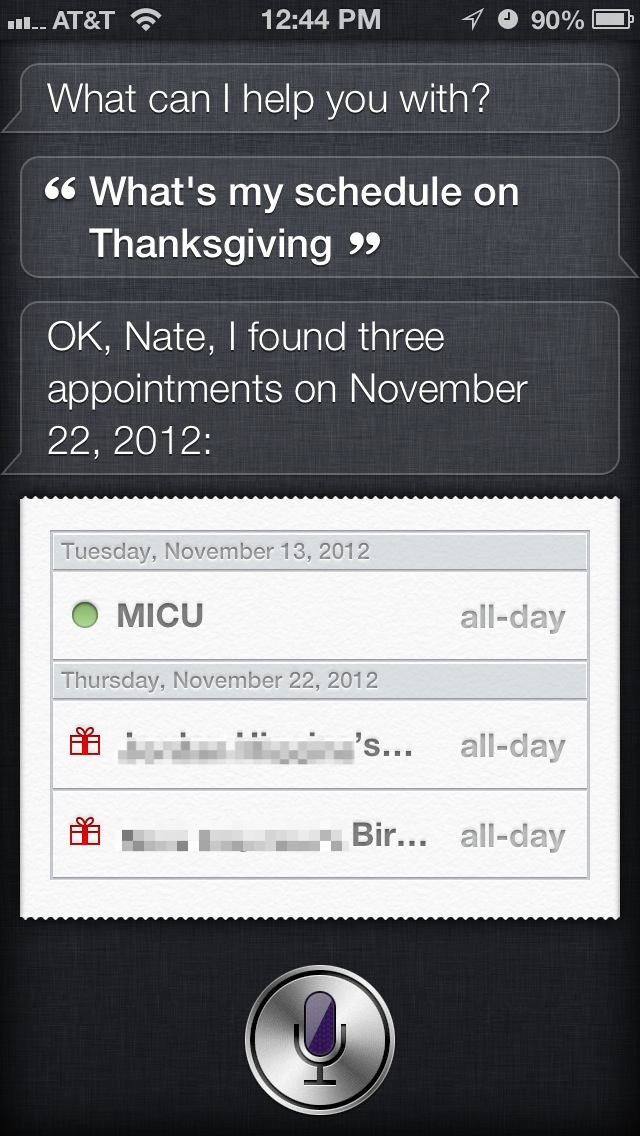 AT&T 12:44 PM 90%
What can I help you with?
“ What's my schedule on
Thanksgiving ”
OK, Nate, I found three
appointments on November
22, 2012:
Tuesday, November 13, 2012
MICU all-day
Thursday, November 22, 2012
’s... all-day
Bir... all-day